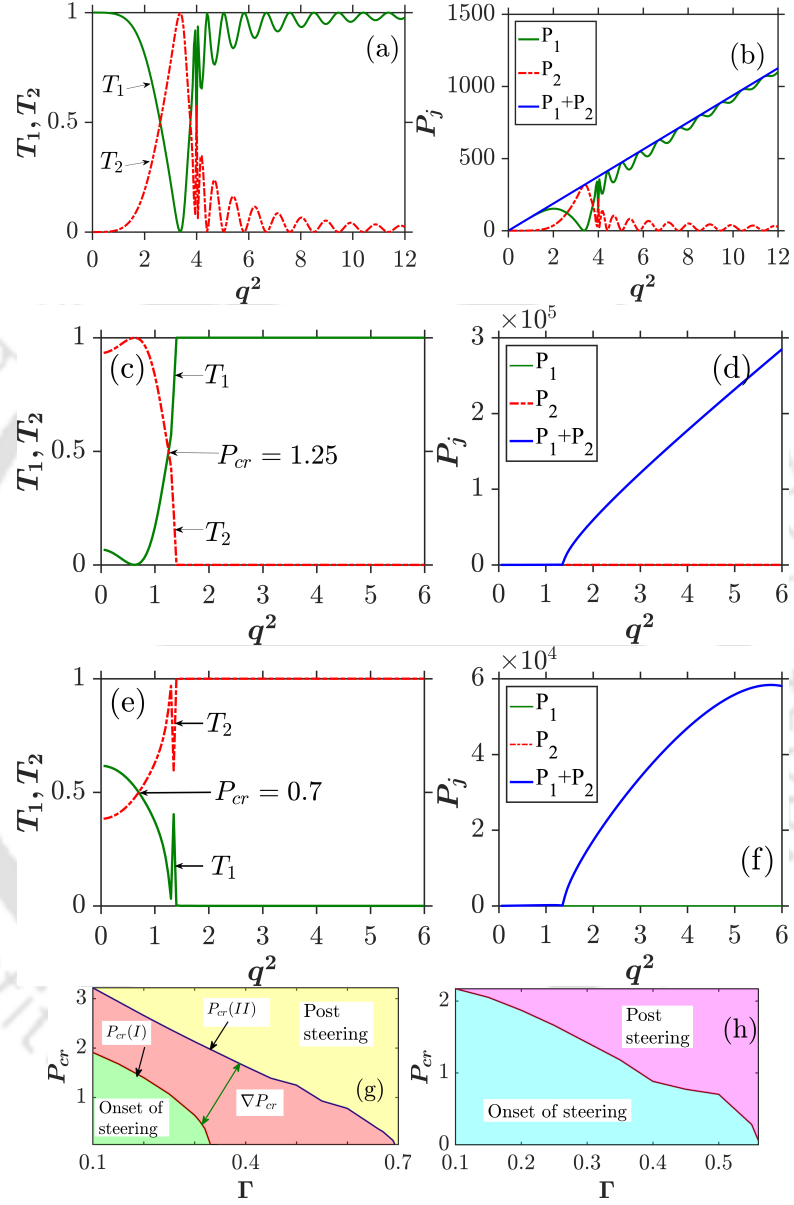 1
0.5
0
T1, T2
(a)
T1
T2
0 2 4 6 8 10 12
q²
1500
1000
500
0
Pj
P1
P2
P1+P2
(b)
0 2 4 6 8 10 12
q²
1
0.5
0
T1, T2
(c)
T1
Pcr = 1.25
T2
0 1 2 3 4 5 6
q²
×10⁵
3
2
1
0
Pj
P1
P2
P1+P2
(d)
0 1 2 3 4 5 6
q²
1
0.5
0
T1, T2
(e)
T2
Pcr = 0.7
T1
0 1 2 3 4 5 6
q²
×10⁴
6
4
2
0
Pj
P1
P2
P1+P2
(f)
0 1 2 3 4 5 6
q²
3
2
1
Pcr
Pcr(I)
Pcr(II)
Post
steering
(g)
∇Pcr
Onset of
steering
0.1 0.4 0.7
Γ
2
1
0
Pcr
Post
steering
(h)
Onset of steering
0.1 0.2 0.3 0.4 0.5
Γ